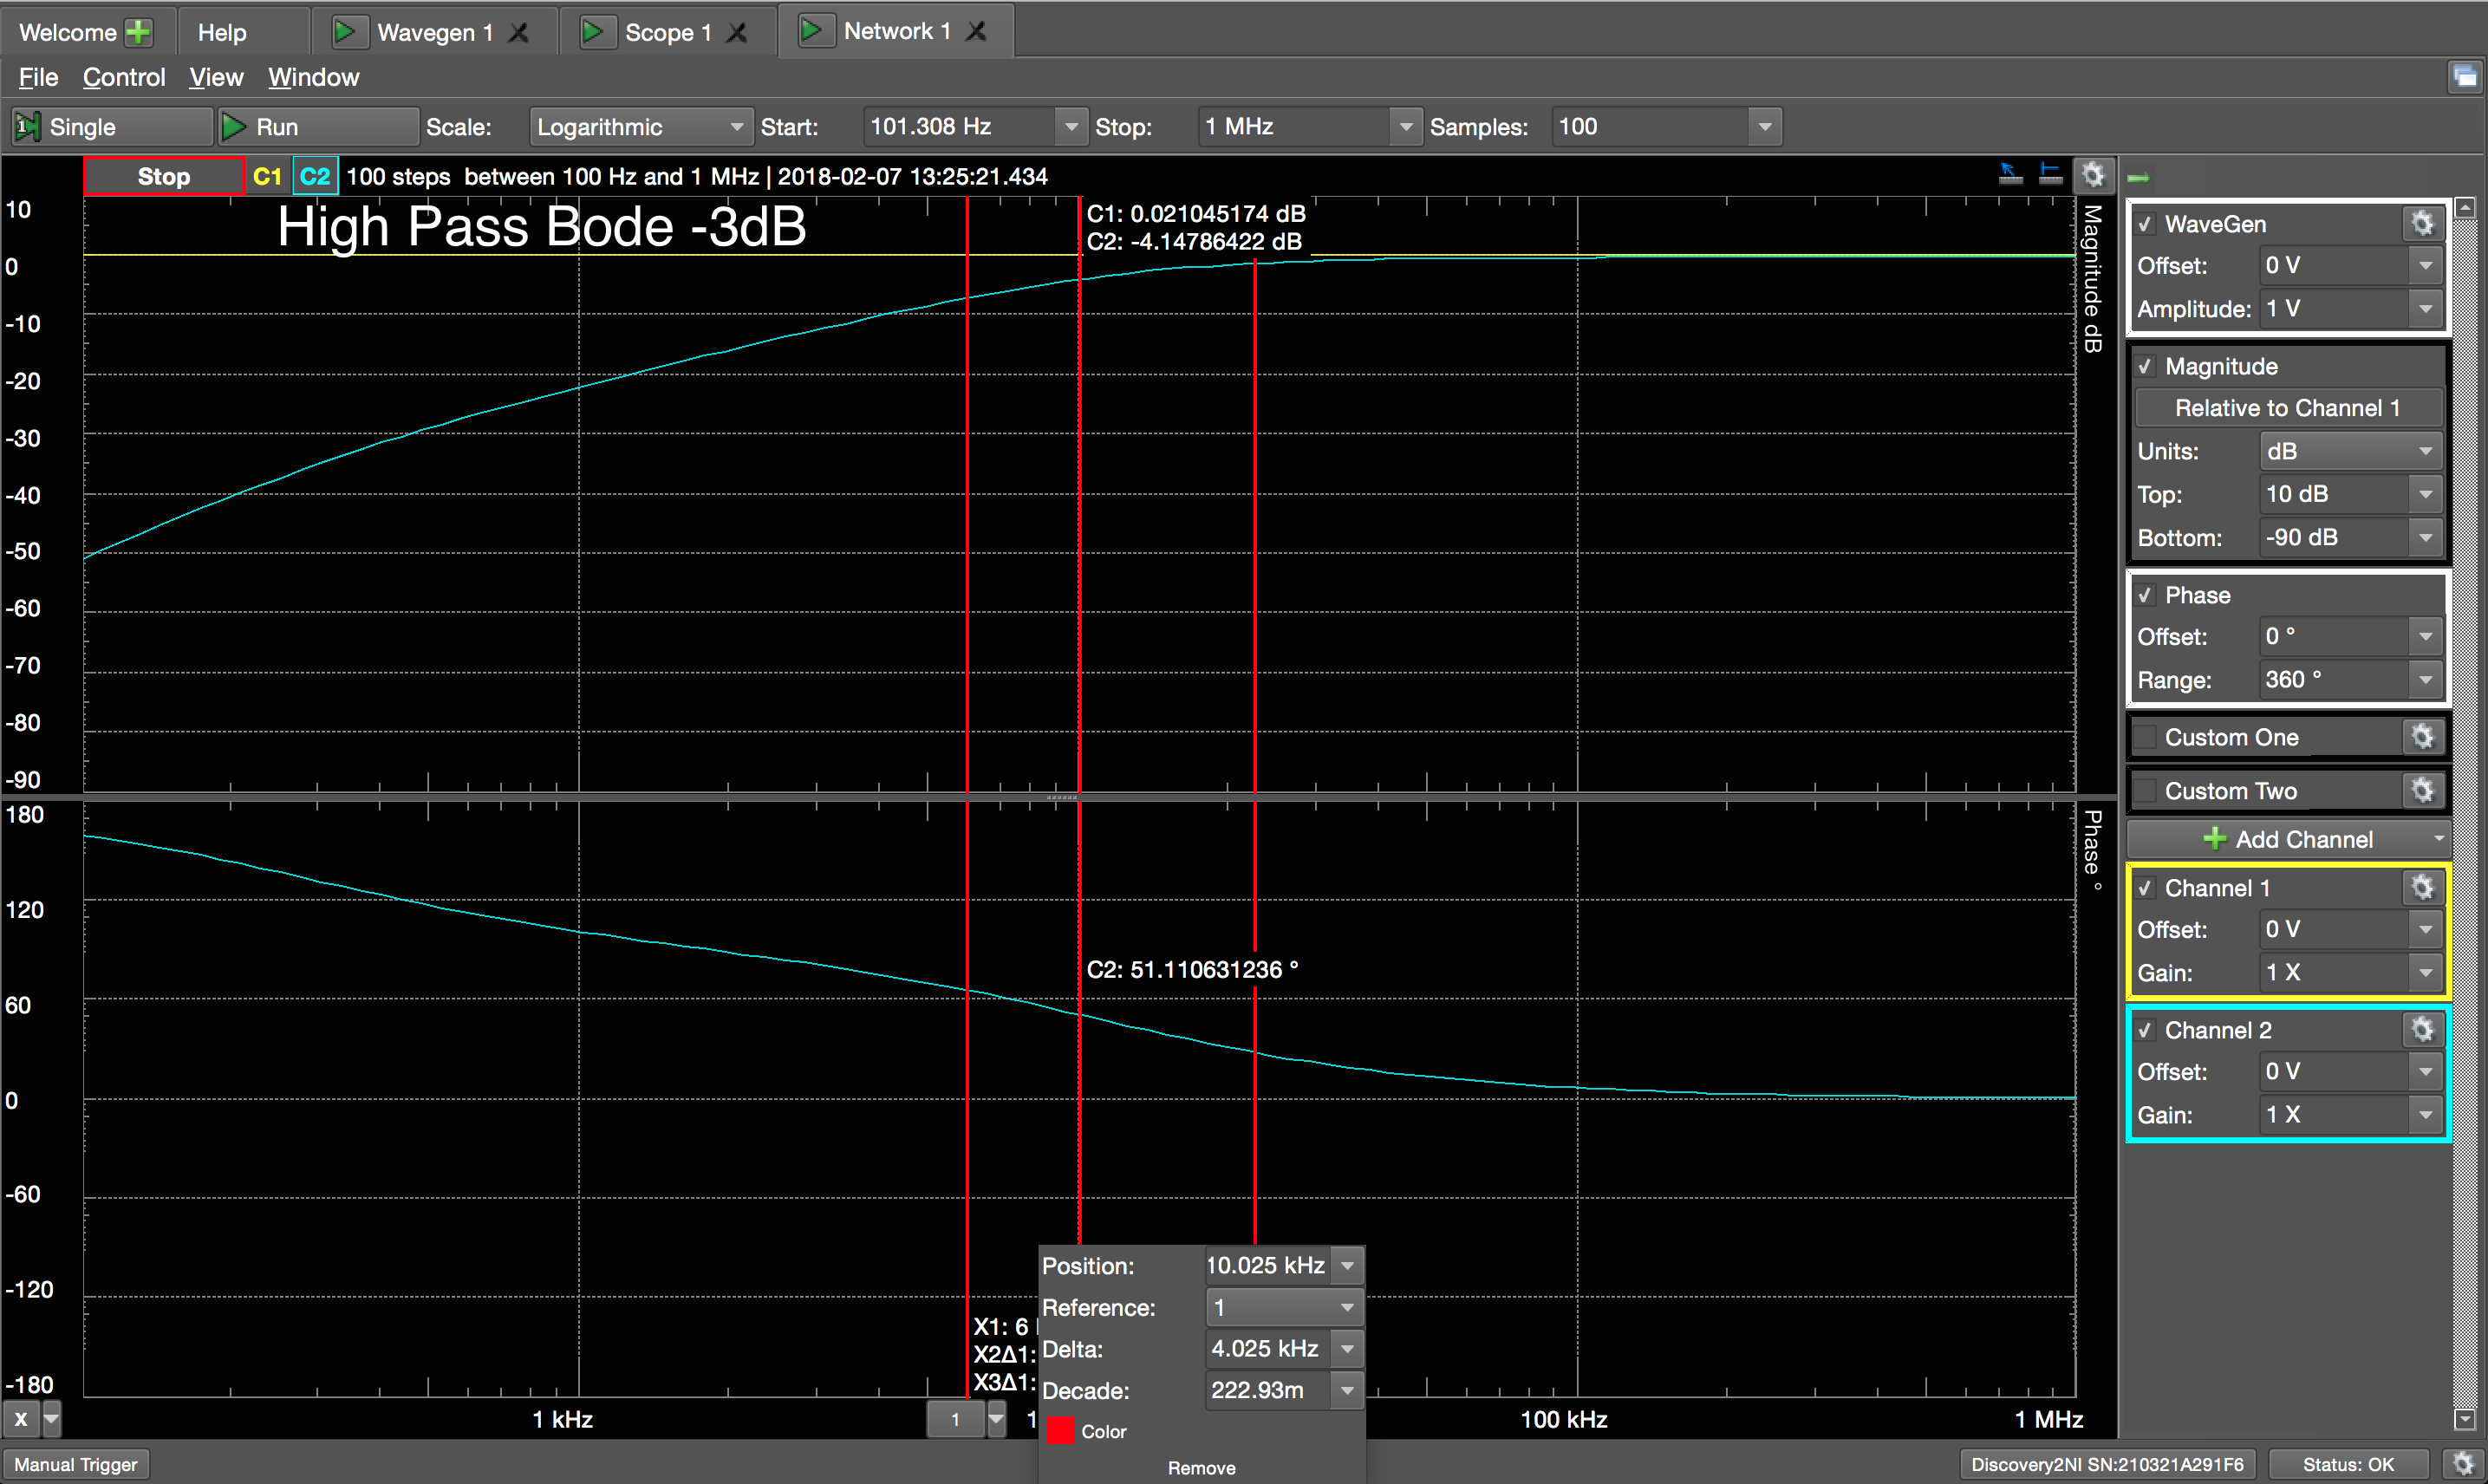 Welcome Help Wavegen 1 Scope 1 Network 1
File Control View Window
1 Single Run Scale: Logarithmic Start: 101.308 Hz Stop: 1 MHz Samples: 100
Stop C1 C2 100 steps between 100 Hz and 1 MHz | 2018-02-07 13:25:21.434
High Pass Bode -3dB
C1: 0.021045174 dB
C2: -4.14786422 dB
10
0
-10
-20
-30
-40
-50
-60
-70
-80
-90
Magnitude dB
180
120
60
0
-60
-120
-180
Phase °
C2: 51.110631236 °
X1: 6
X2Δ1:
X3Δ1:
Position: 10.025 kHz
Reference: 1
Delta: 4.025 kHz
Decade: 222.93m
Color
Remove
X 1 kHz 1 1 100 kHz 1 MHz
WaveGen
Offset: 0 V
Amplitude: 1 V
Magnitude
Relative to Channel 1
Units: dB
Top: 10 dB
Bottom: -90 dB
Phase
Offset: 0 °
Range: 360 °
Custom One
Custom Two
Add Channel
Channel 1
Offset: 0 V
Gain: 1 X
Channel 2
Offset: 0 V
Gain: 1 X
Manual Trigger Discovery2NI SN:210321A291F6 Status: OK